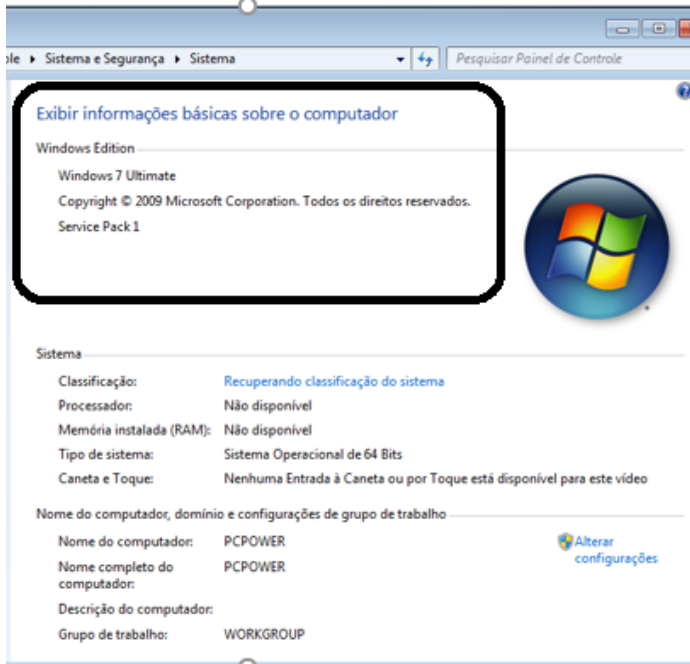 Sistema e Segurança Sistema Pesquisar Painel de Controle
Exibir informações básicas sobre o computador
Windows Edition
Windows 7 Ultimate
Copyright © 2009 Microsoft Corporation. Todos os direitos reservados.
Service Pack 1
Sistema
Classificação: Recuperando classificação do sistema
Processador: Não disponível
Memória instalada (RAM): Não disponível
Tipo de sistema: Sistema Operacional de 64 Bits
Caneta e Toque: Nenhuma Entrada à Caneta ou por Toque está disponível para este vídeo
Nome do computador, domínio e configurações de grupo de trabalho
Nome do computador: PCPOWER
Alterar
configurações
Nome completo do
computador:
PCPOWER
Descrição do computador:
Grupo de trabalho: WORKGROUP